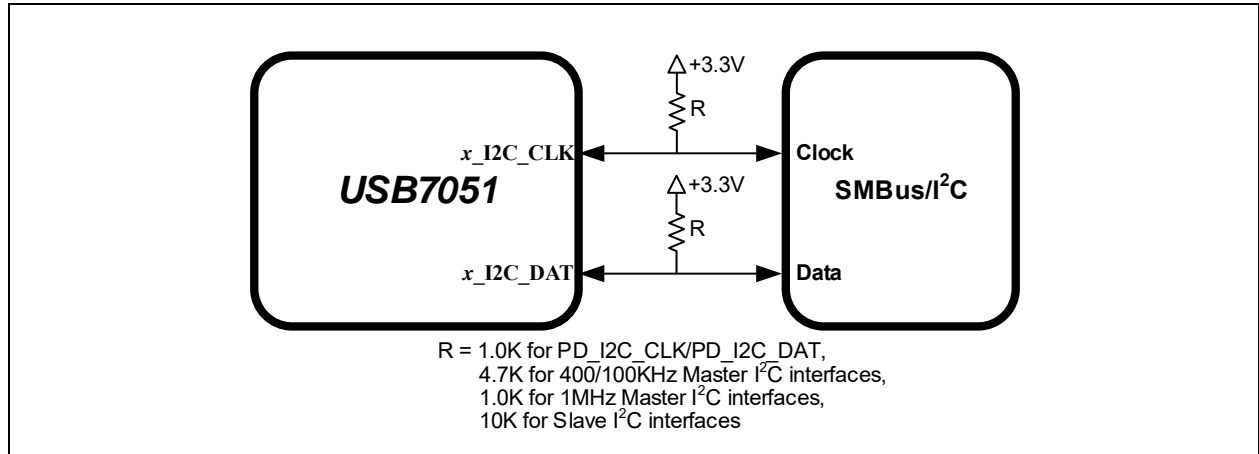 +3.3V
R
x_I2C_CLK
Clock
USB7051
+3.3V
SMBus/I²C
R
x_I2C_DAT
Data
R = 1.0K for PD_I2C_CLK/PD_I2C_DAT,
4.7K for 400/100KHz Master I²C interfaces,
1.0K for 1MHz Master I²C interfaces,
10K for Slave I²C interfaces